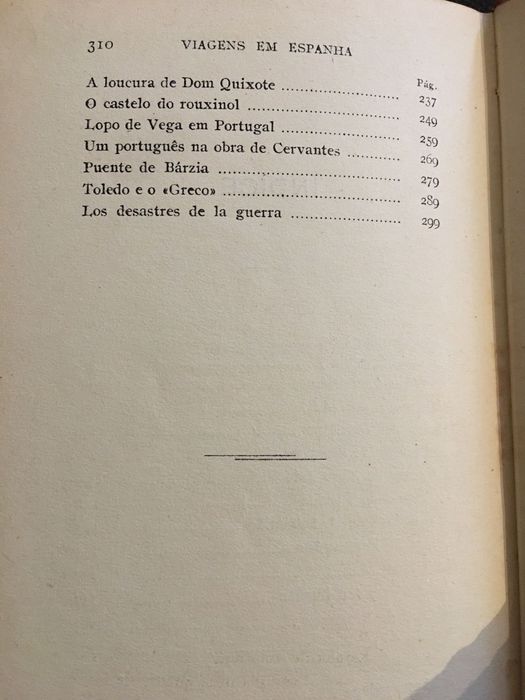 310 VIAGENS EM ESPANHA
Pág.
A loucura de Dom Quixote ........................ 237
O castelo do rouxinol ............................... 249
Lopo de Vega em Portugal ........................ 259
Um português na obra de Cervantes ........... 269
Puente de Bárzia ..................................... 279
Toledo e o «Greco» ................................... 289
Los desastres de la guerra ...................... 299